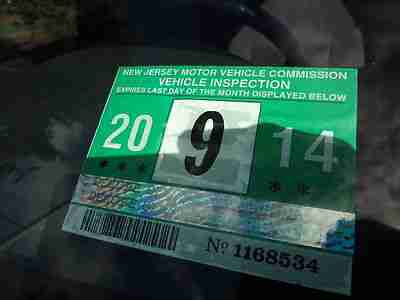 NEW JERSEY MOTOR VEHICLE COMMISSION
VEHICLE INSPECTION
EXPIRES LAST DAY OF THE MONTH DISPLAYED BELOW
20 9 14
Nº 1168534